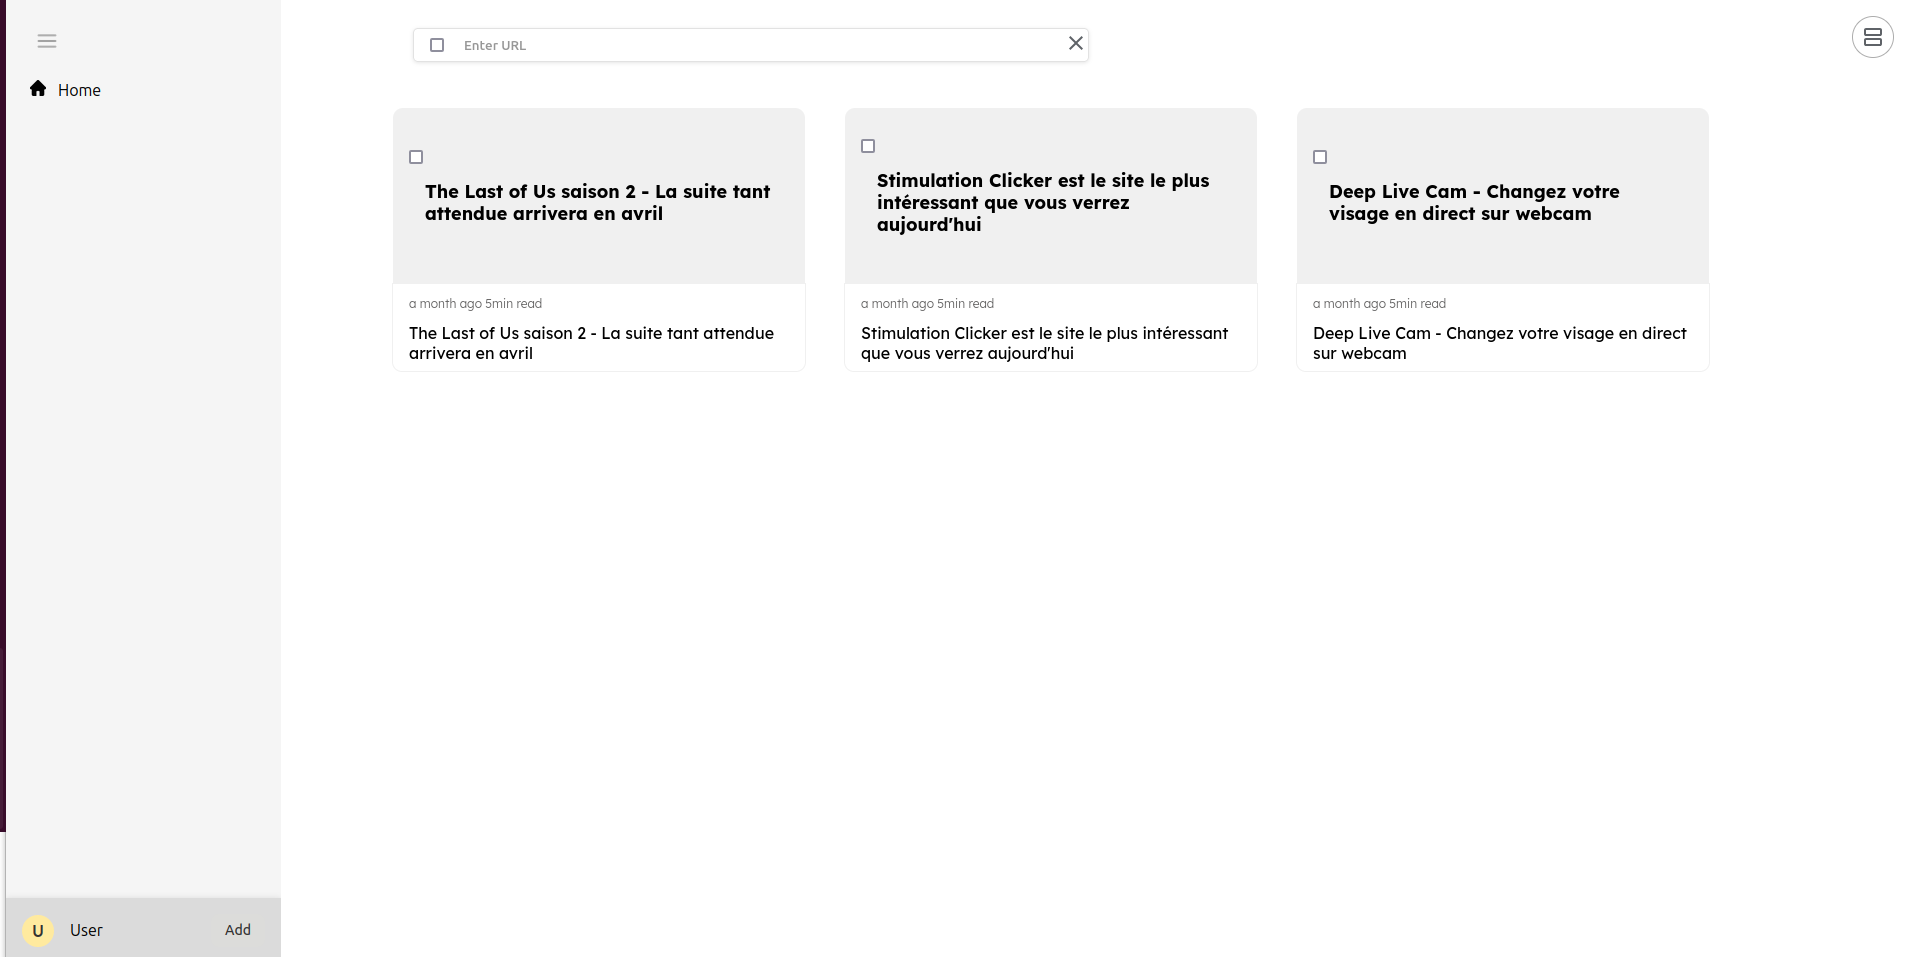 Enter URL
Home
The Last of Us saison 2 - La suite tant
attendue arrivera en avril
a month ago 5min read
The Last of Us saison 2 - La suite tant attendue
arrivera en avril
Stimulation Clicker est le site le plus
intéressant que vous verrez
aujourd'hui
a month ago 5min read
Stimulation Clicker est le site le plus intéressant
que vous verrez aujourd'hui
Deep Live Cam - Changez votre
visage en direct sur webcam
a month ago 5min read
Deep Live Cam - Changez votre visage en direct
sur webcam
U
User
Add